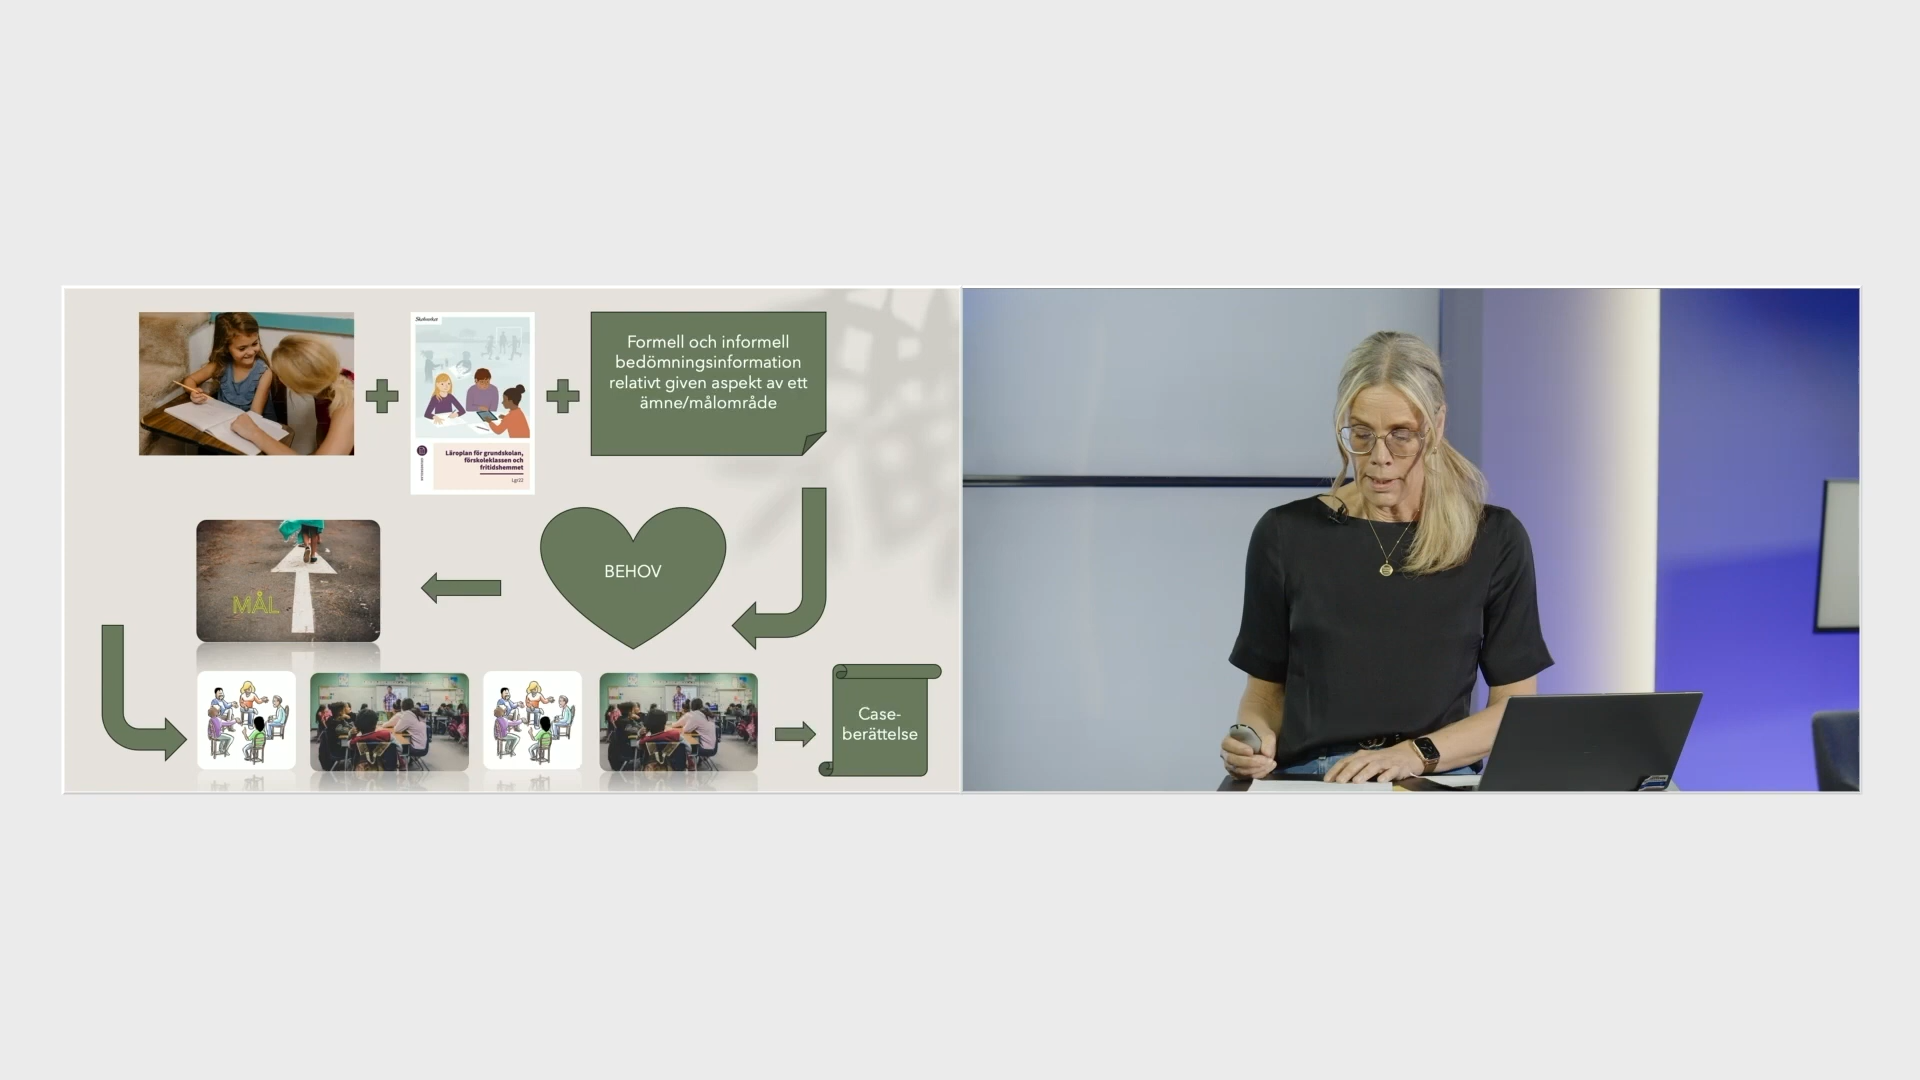 Skolverket
Formell och informell
bedömningsinformation
relativt given aspekt av ett
ämne/målområde
Läroplan för grundskolan,
förskoleklassen och
fritidshemmet
Lgr22
BEHOV
MÅL
Case-
berättelse